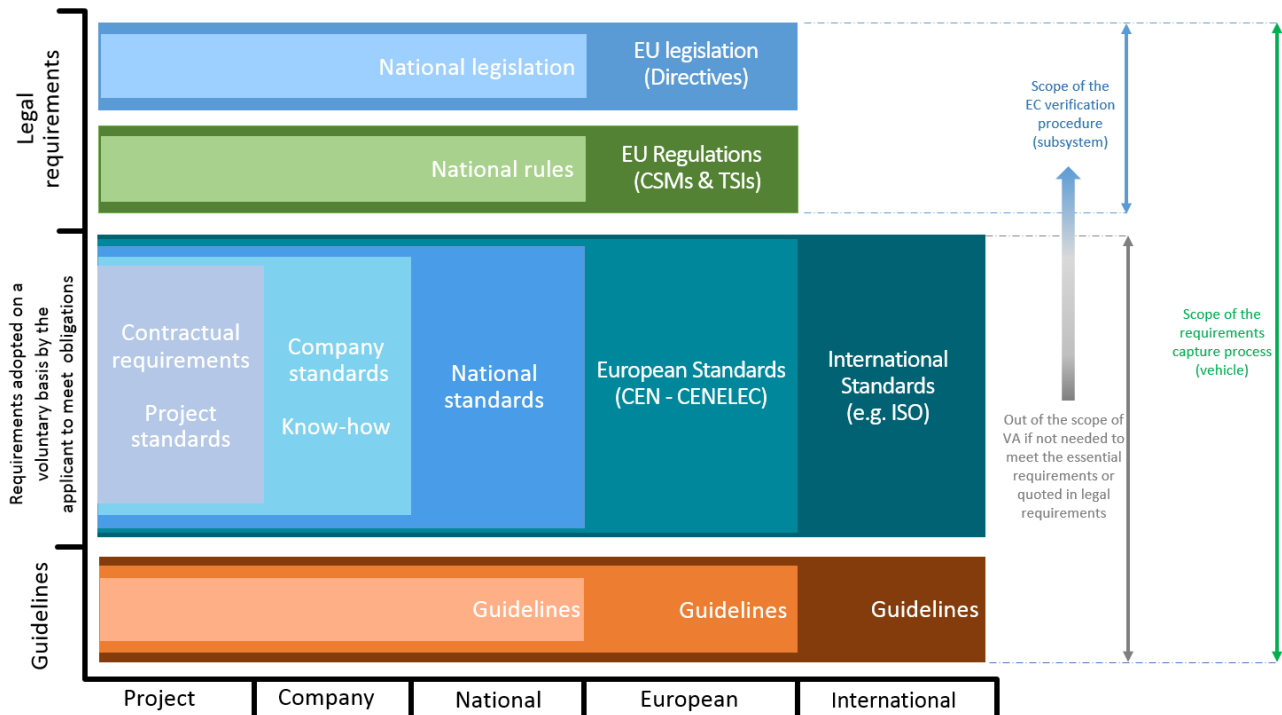 Legal
requirements
National legislation
EU legislation
(Directives)
National rules
EU Regulations
(CSMs & TSIs)
Scope of the
EC verification
procedure
(subsystem)
Requirements adopted on a
voluntary basis by the
applicant to meet obligations
Contractual
requirements
Project
standards
Company
standards
Know-how
National
standards
European Standards
(CEN - CENELEC)
International
Standards
(e.g. ISO)
Out of the scope of
VA if not needed to
meet the essential
requirements or
quoted in legal
requirements
Scope of the
requirements
capture process
(vehicle)
Guidelines
Guidelines
Guidelines
Guidelines
Project
Company
National
European
International